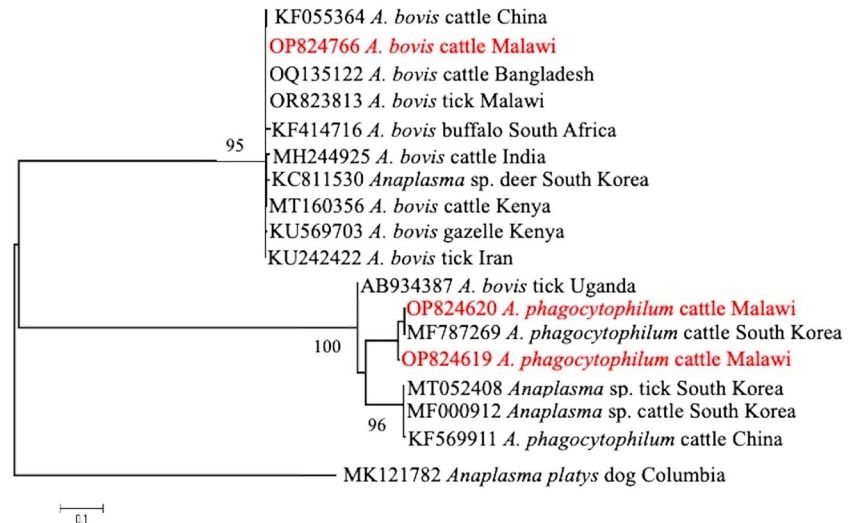 KF055364 A. bovis cattle China
OP824766 A. bovis cattle Malawi
OQ135122 A. bovis cattle Bangladesh
OR823813 A. bovis tick Malawi
KF414716 A. bovis buffalo South Africa
95
MH244925 A. bovis cattle India
KC811530 Anaplasma sp. deer South Korea
MT160356 A. bovis cattle Kenya
KU569703 A. bovis gazelle Kenya
KU242422 A. bovis tick Iran
AB934387 A. bovis tick Uganda
OP824620 A. phagocytophilum cattle Malawi
MF787269 A. phagocytophilum cattle South Korea
100
OP824619 A. phagocytophilum cattle Malawi
MT052408 Anaplasma sp. tick South Korea
MF000912 Anaplasma sp. cattle South Korea
96
KF569911 A. phagocytophilum cattle China
MK121782 Anaplasma platys dog Columbia
0.1